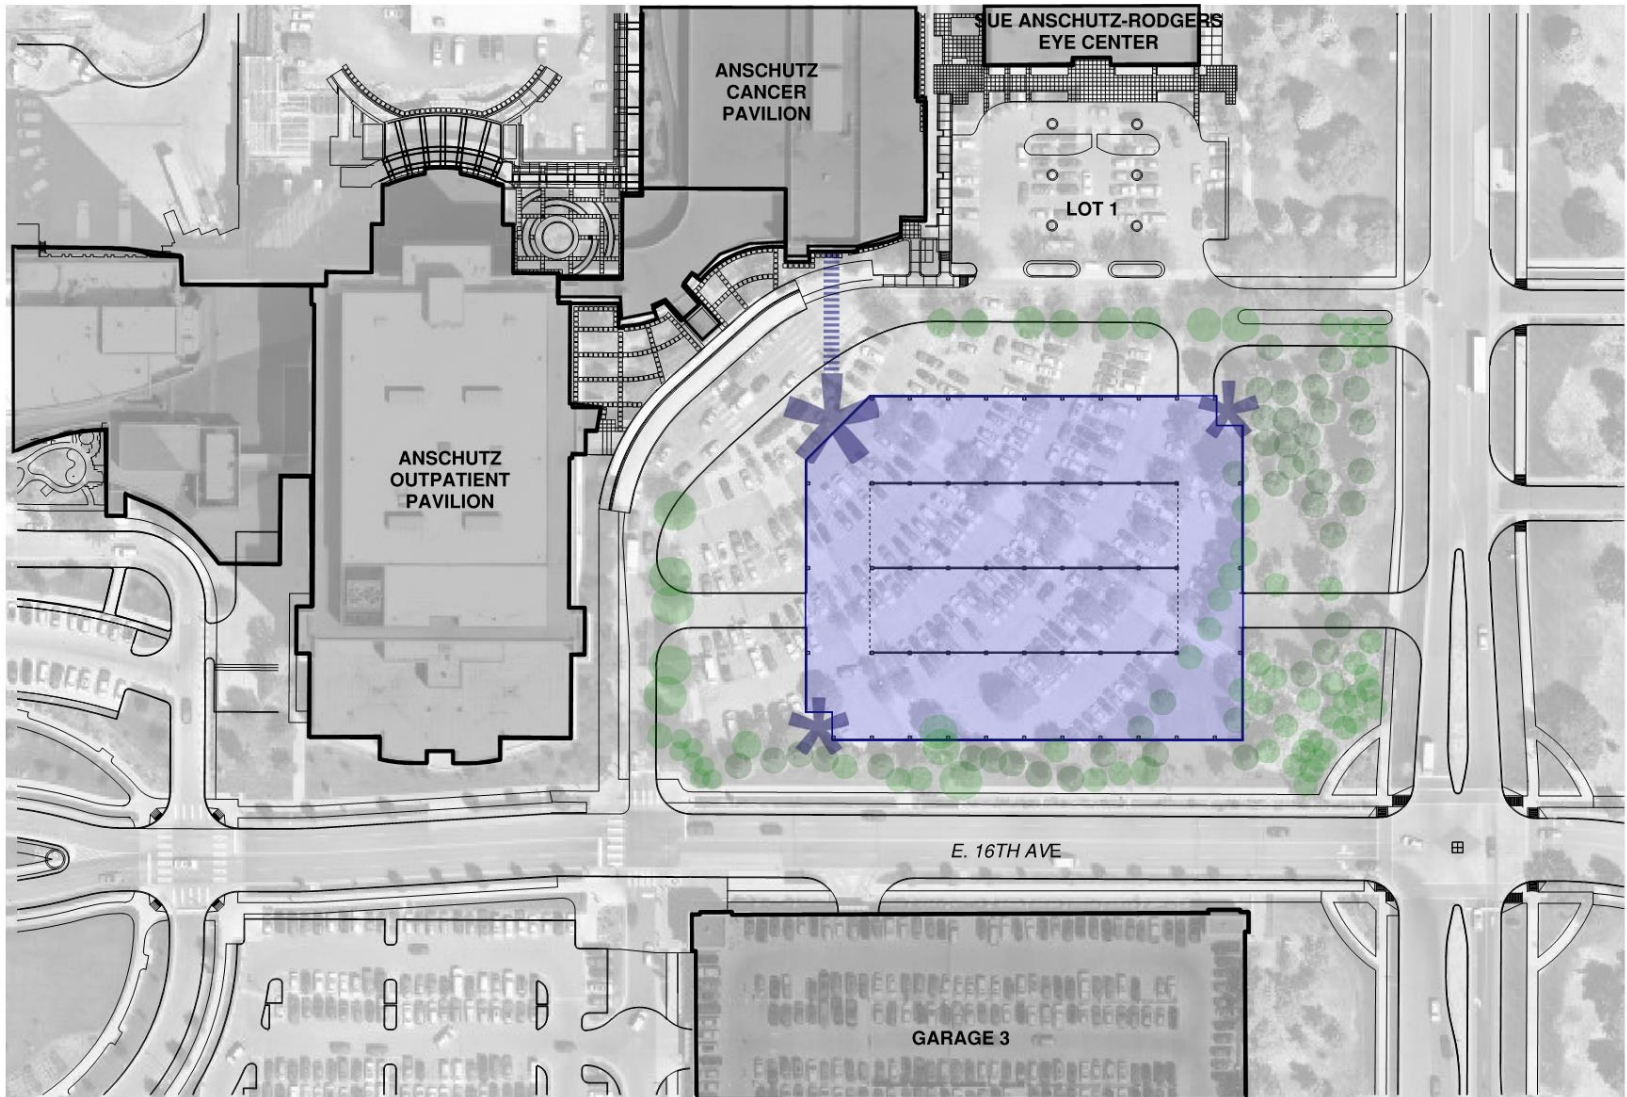 SUE ANSCHUTZ-RODGERS
EYE CENTER
ANSCHUTZ
CANCER
PAVILION
LOT 1
ANSCHUTZ
OUTPATIENT
PAVILION
E. 16TH AVE
GARAGE 3